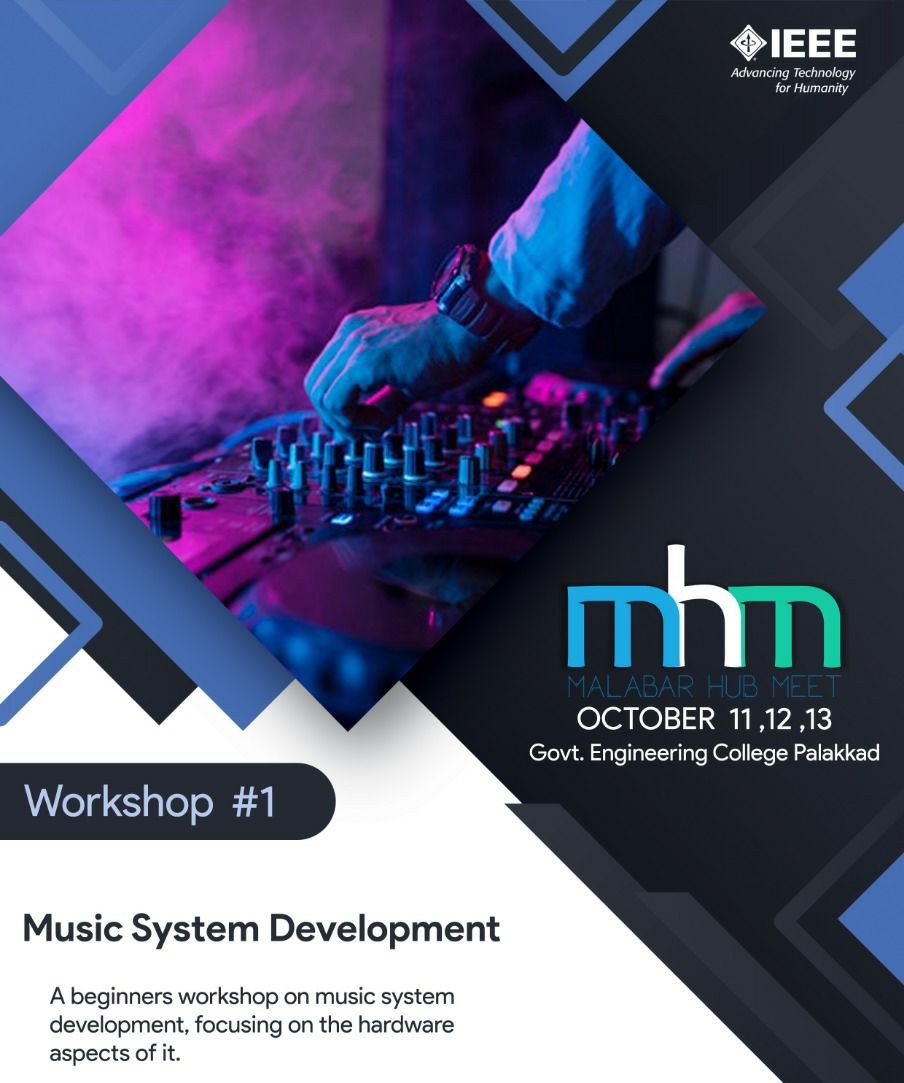 IEEE
Advancing Technology
for Humanity
mhm
MALABAR HUB MEET
OCTOBER 11 ,12 ,13
Govt. Engineering College Palakkad
Workshop #1
Music System Development
A beginners workshop on music system
development, focusing on the hardware
aspects of it.